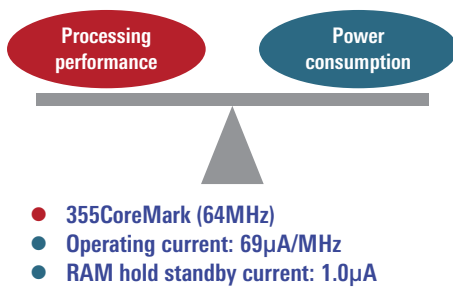 Processing
performance
Power
consumption
355CoreMark (64MHz)
Operating current: 69µA/MHz
RAM hold standby current: 1.0µA